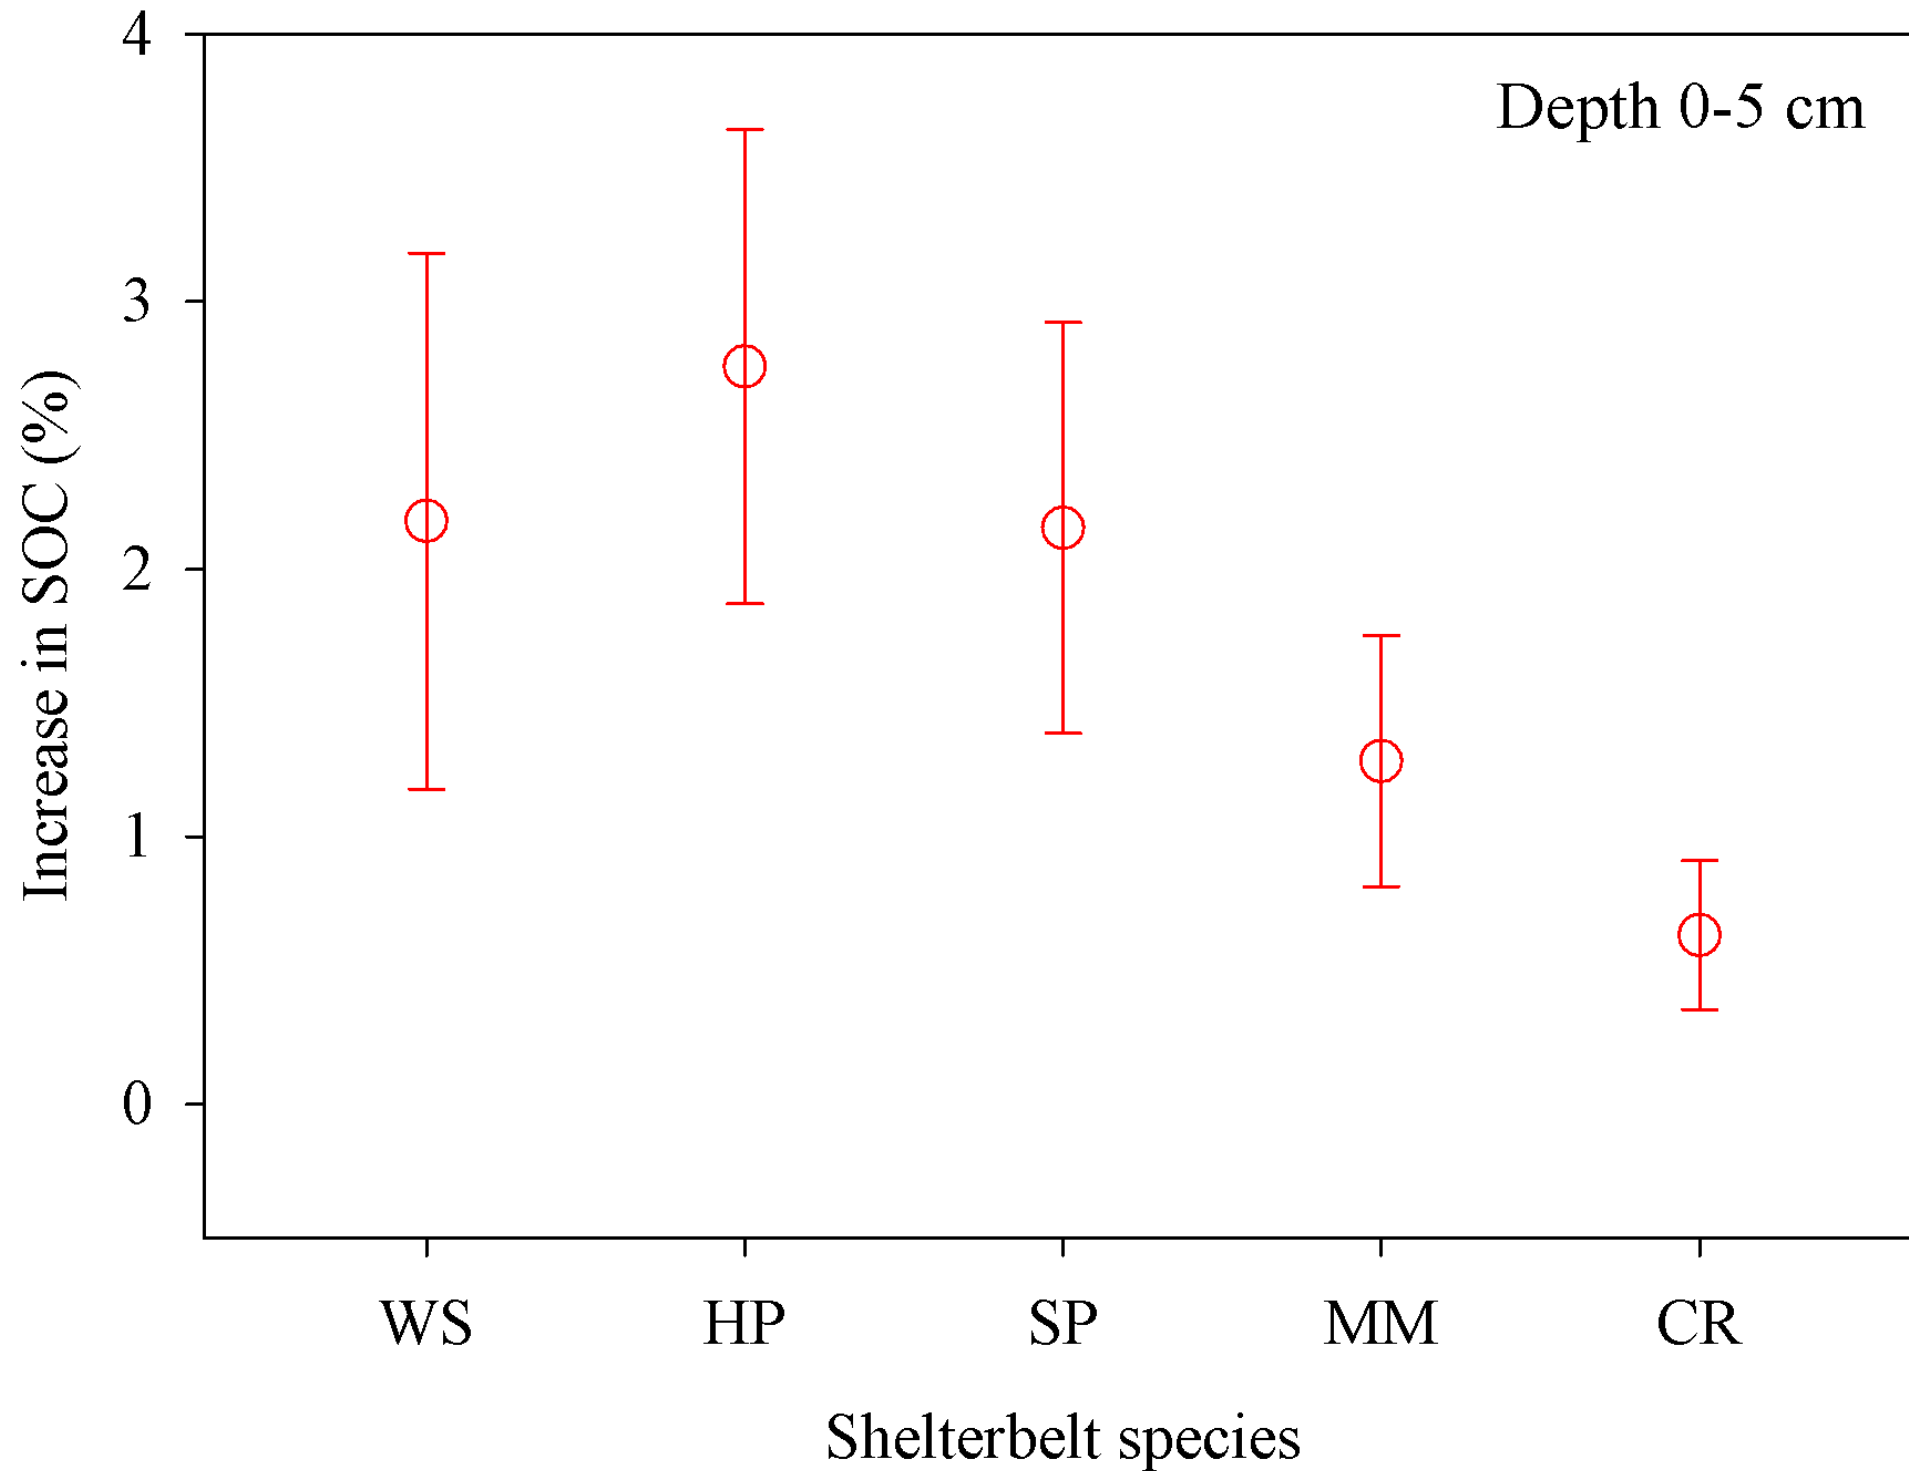 4
Depth 0-5 cm
3
2
1
0
Increase in SOC (%)
WS HP SP MM CR
Shelterbelt species